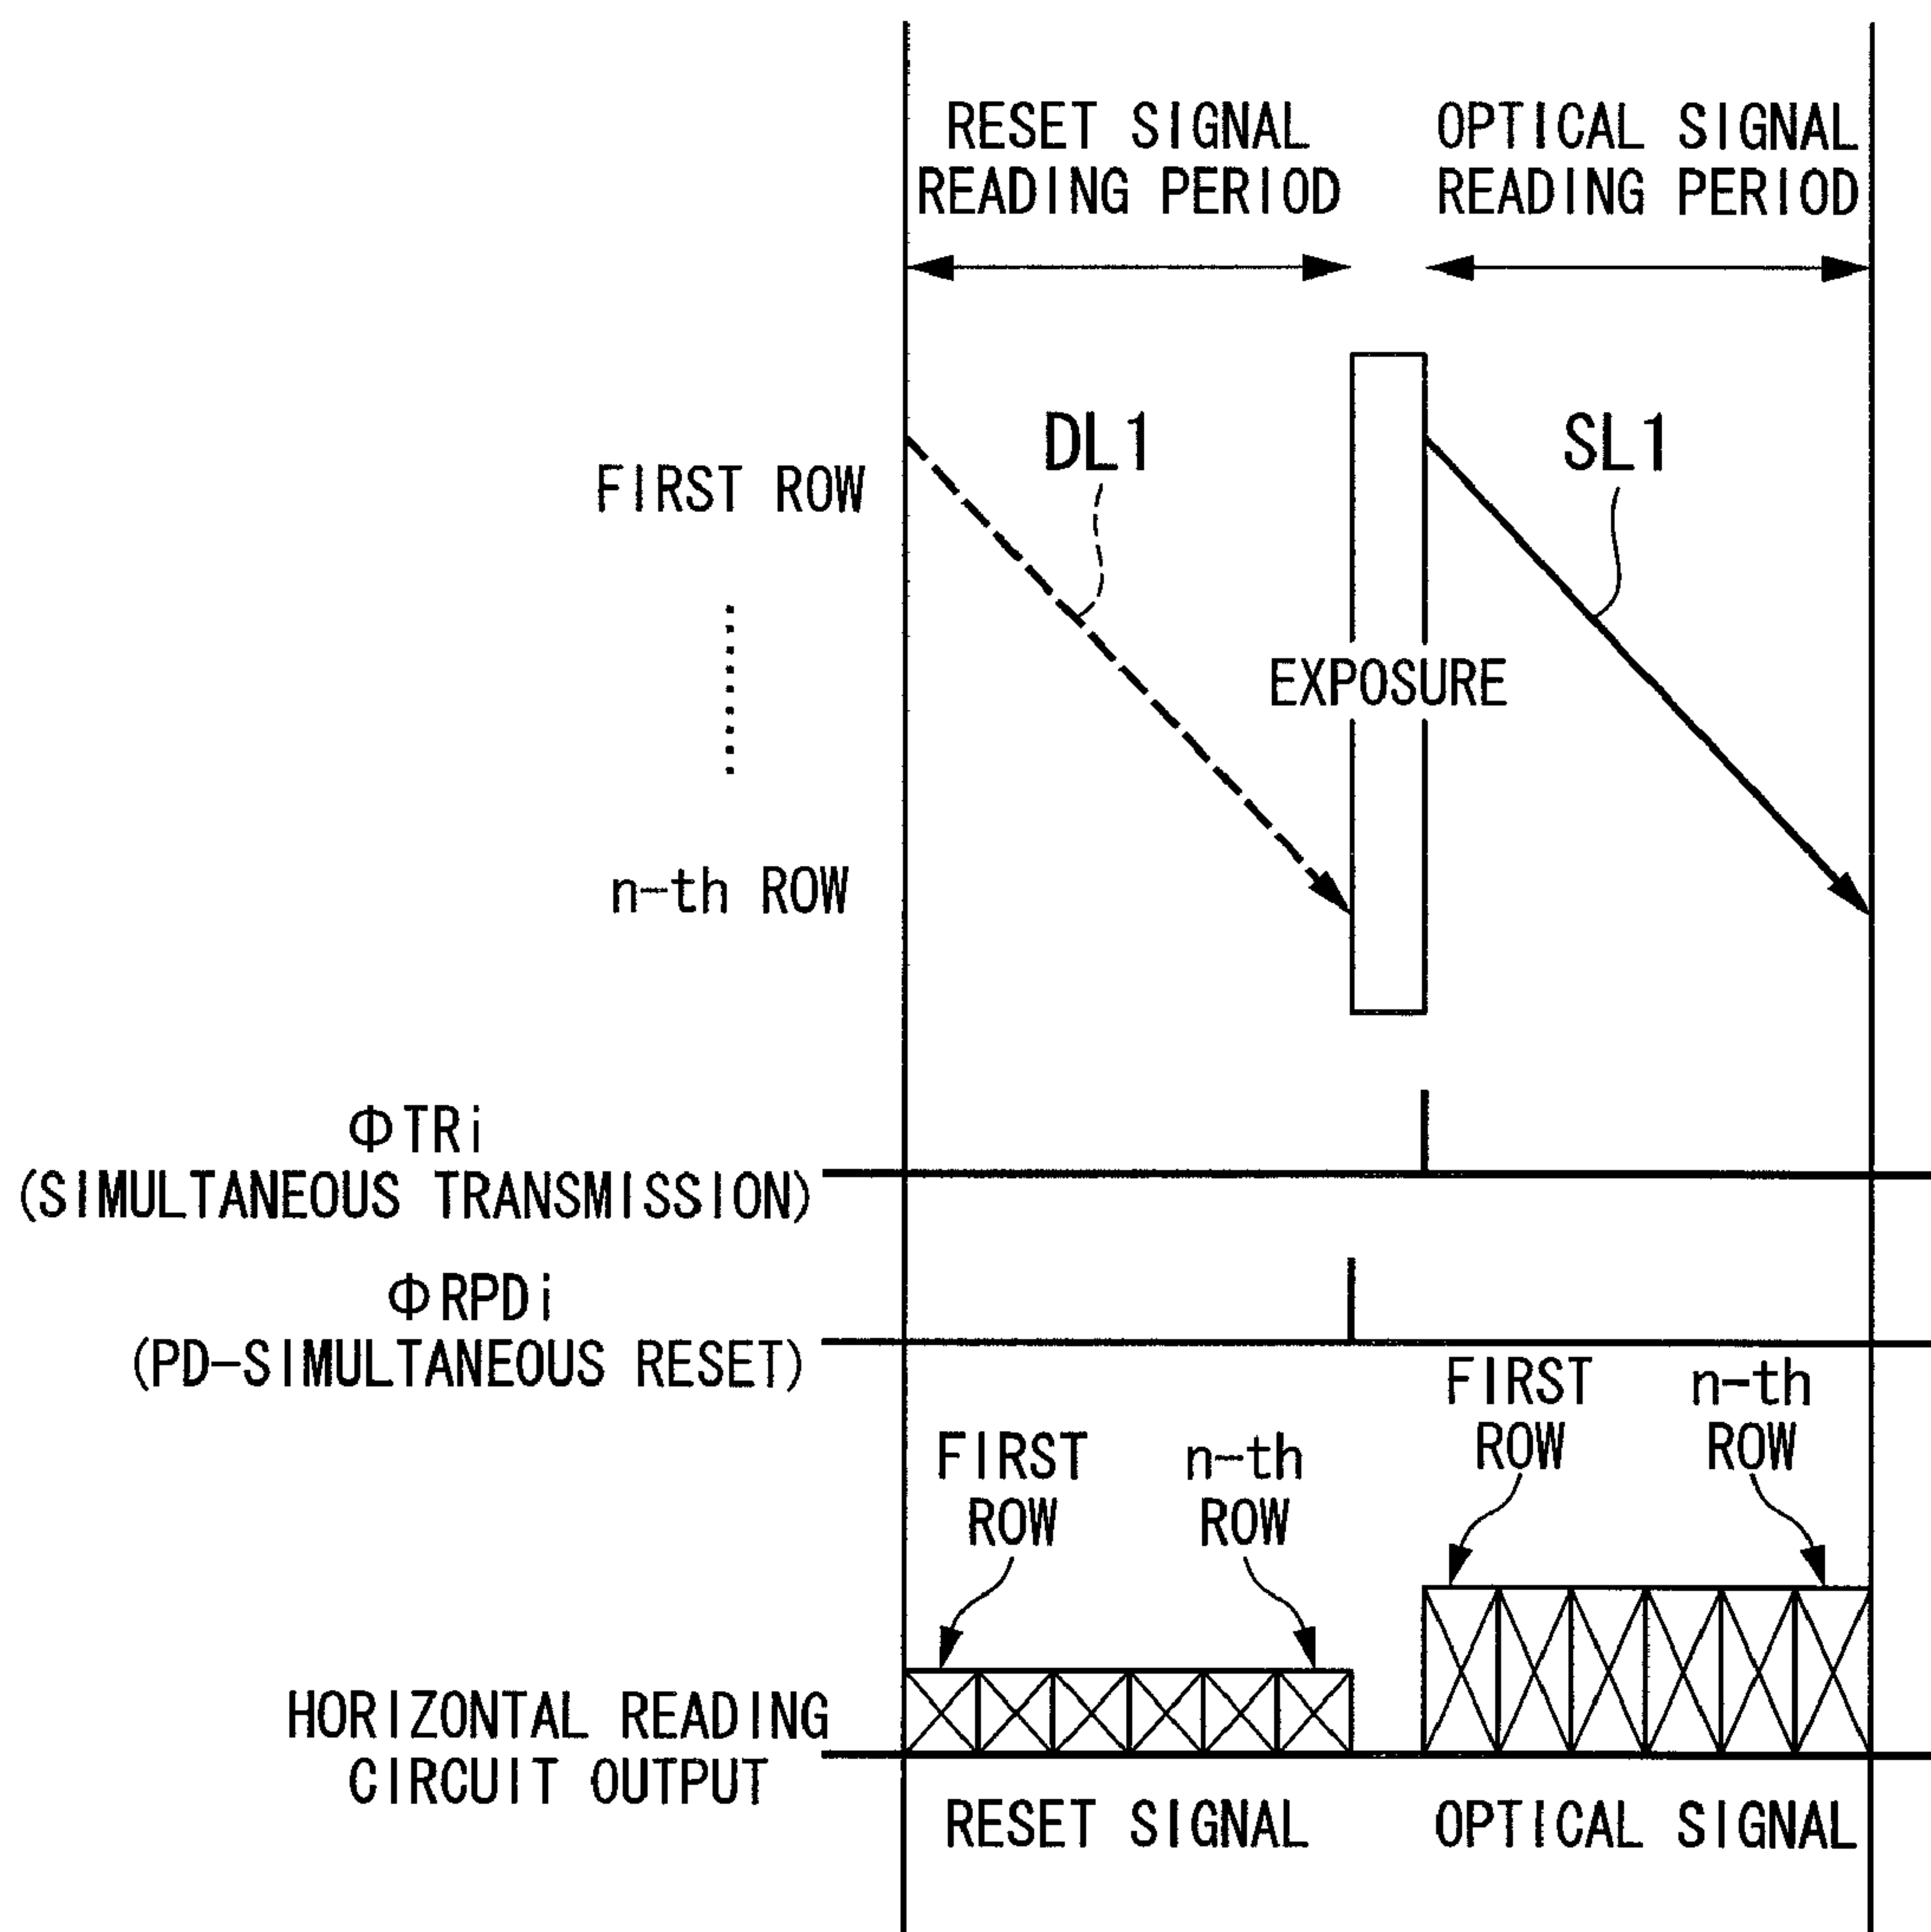 RESET SIGNAL
READING PERIOD
OPTICAL SIGNAL
READING PERIOD
DL1
SL1
FIRST ROW
EXPOSURE
n-th ROW
ΦTRi
(SIMULTANEOUS TRANSMISSION)
ΦRPDi
(PD-SIMULTANEOUS RESET)
FIRST
ROW
n-th
ROW
FIRST
ROW
n-th
ROW
HORIZONTAL READING
CIRCUIT OUTPUT
RESET SIGNAL
OPTICAL SIGNAL